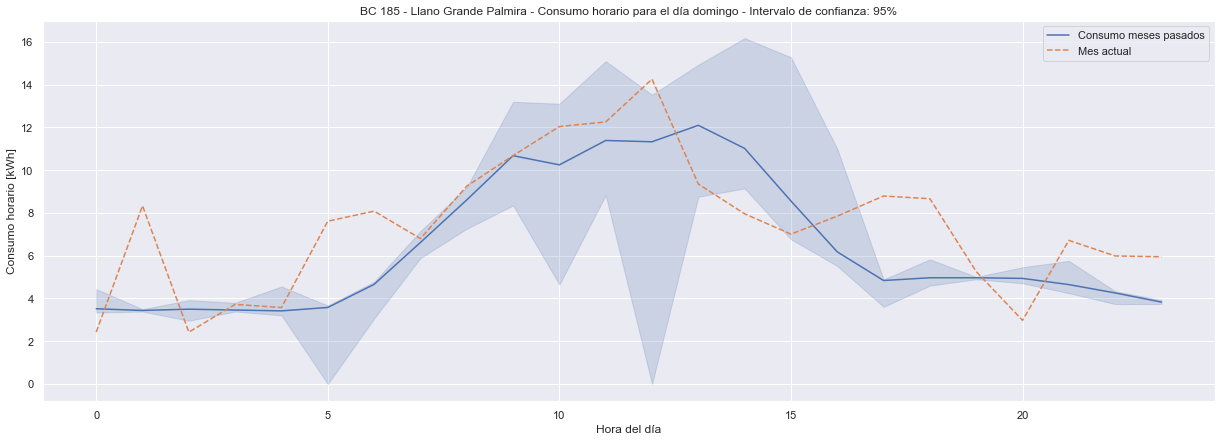 BC 185 - Llano Grande Palmira - Consumo horario para el día domingo - Intervalo de confianza: 95%
Consumo meses pasados
Mes actual
Consumo horario [kWh]
16
14
12
10
8
6
4
2
0
0 5 10 15 20
Hora del día